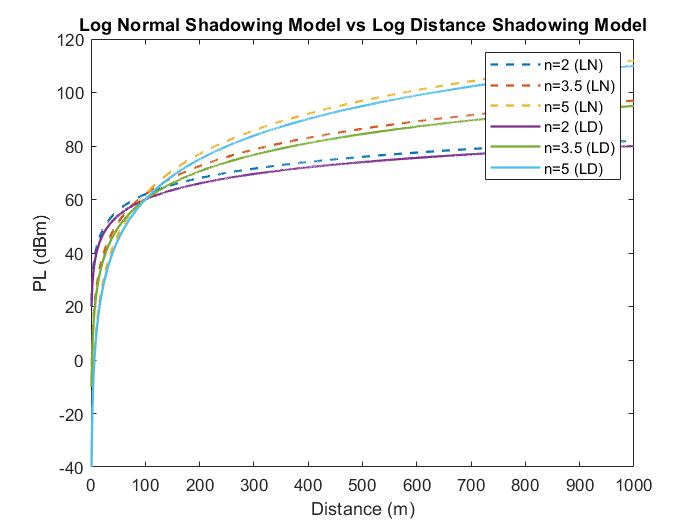 Log Normal Shadowing Model vs Log Distance Shadowing Model
120
100
80
60
40
20
0
-20
-40
PL (dBm)
n=2 (LN)
n=3.5 (LN)
n=5 (LN)
n=2 (LD)
n=3.5 (LD)
n=5 (LD)
0 100 200 300 400 500 600 700 800 900 1000
Distance (m)